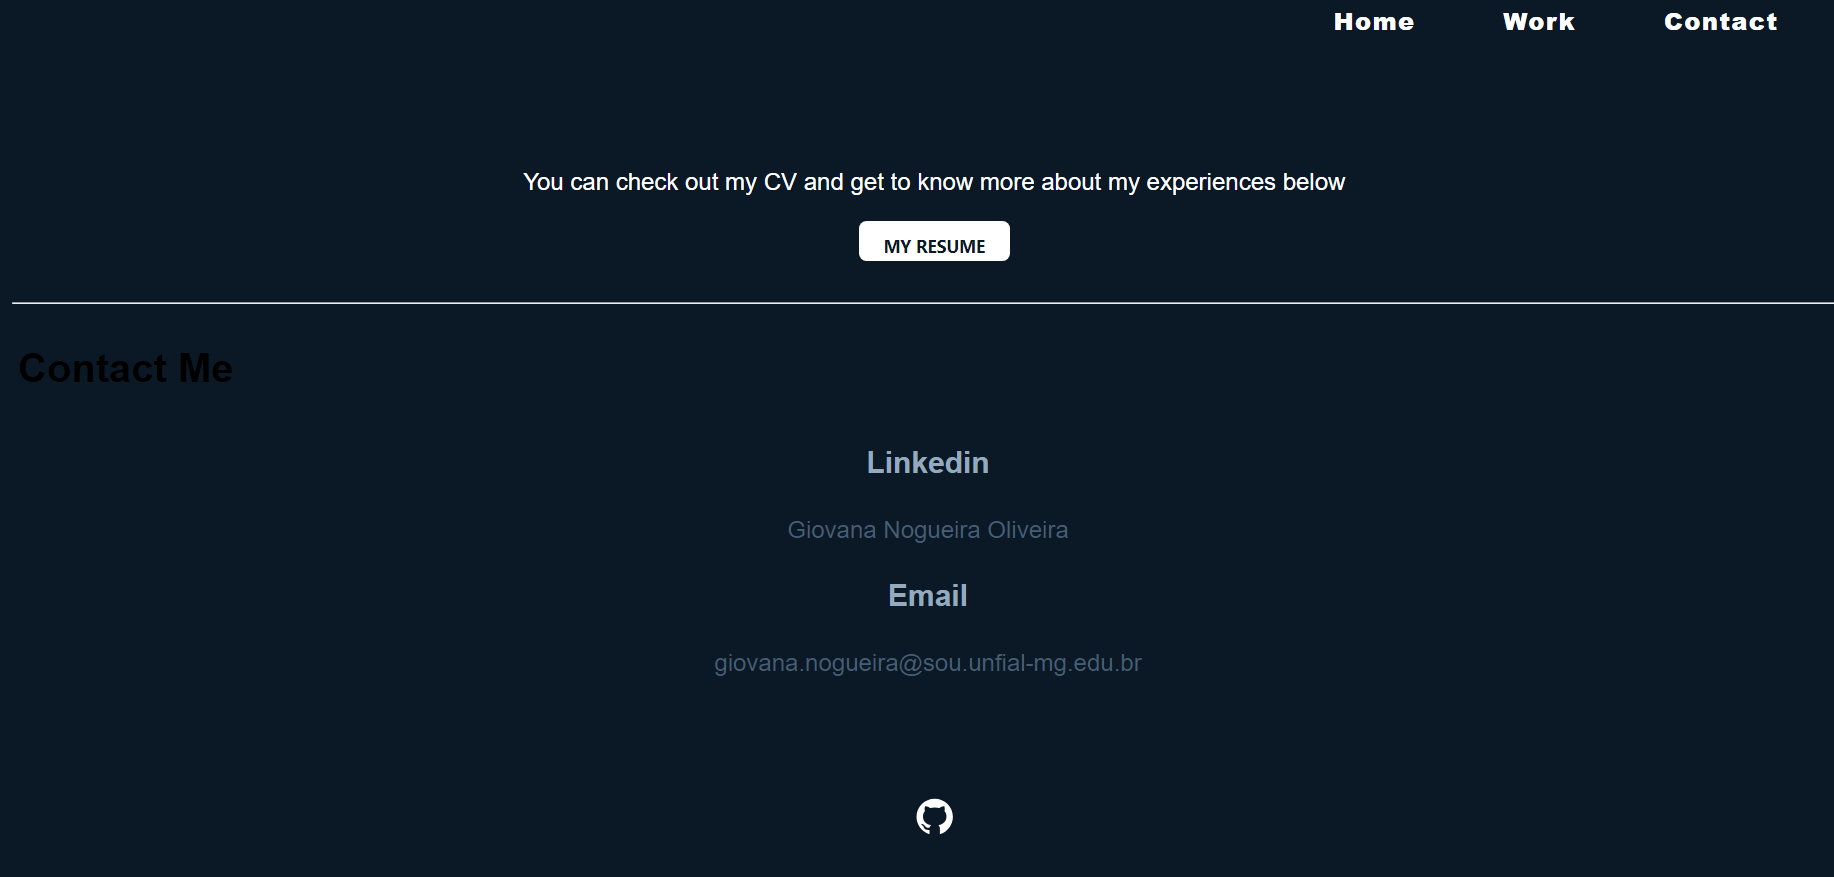 Home Work Contact
You can check out my CV and get to know more about my experiences below
MY RESUME
Contact Me
Linkedin
Giovana Nogueira Oliveira
Email
giovana.nogueira@sou.unfial-mg.edu.br